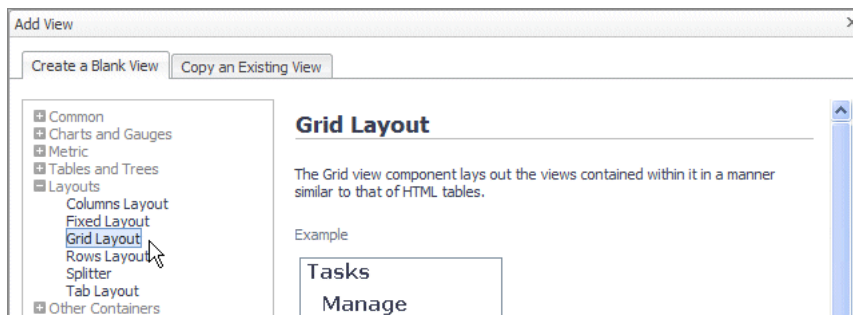 Add View
Create a Blank View
Copy an Existing View
Common
Charts and Gauges
Metric
Tables and Trees
Layouts
Columns Layout
Fixed Layout
Grid Layout
Rows Layout
Splitter
Tab Layout
Other Containers
Grid Layout
The Grid view component lays out the views contained within it in a manner
similar to that of HTML tables.
Example
Tasks
Manage